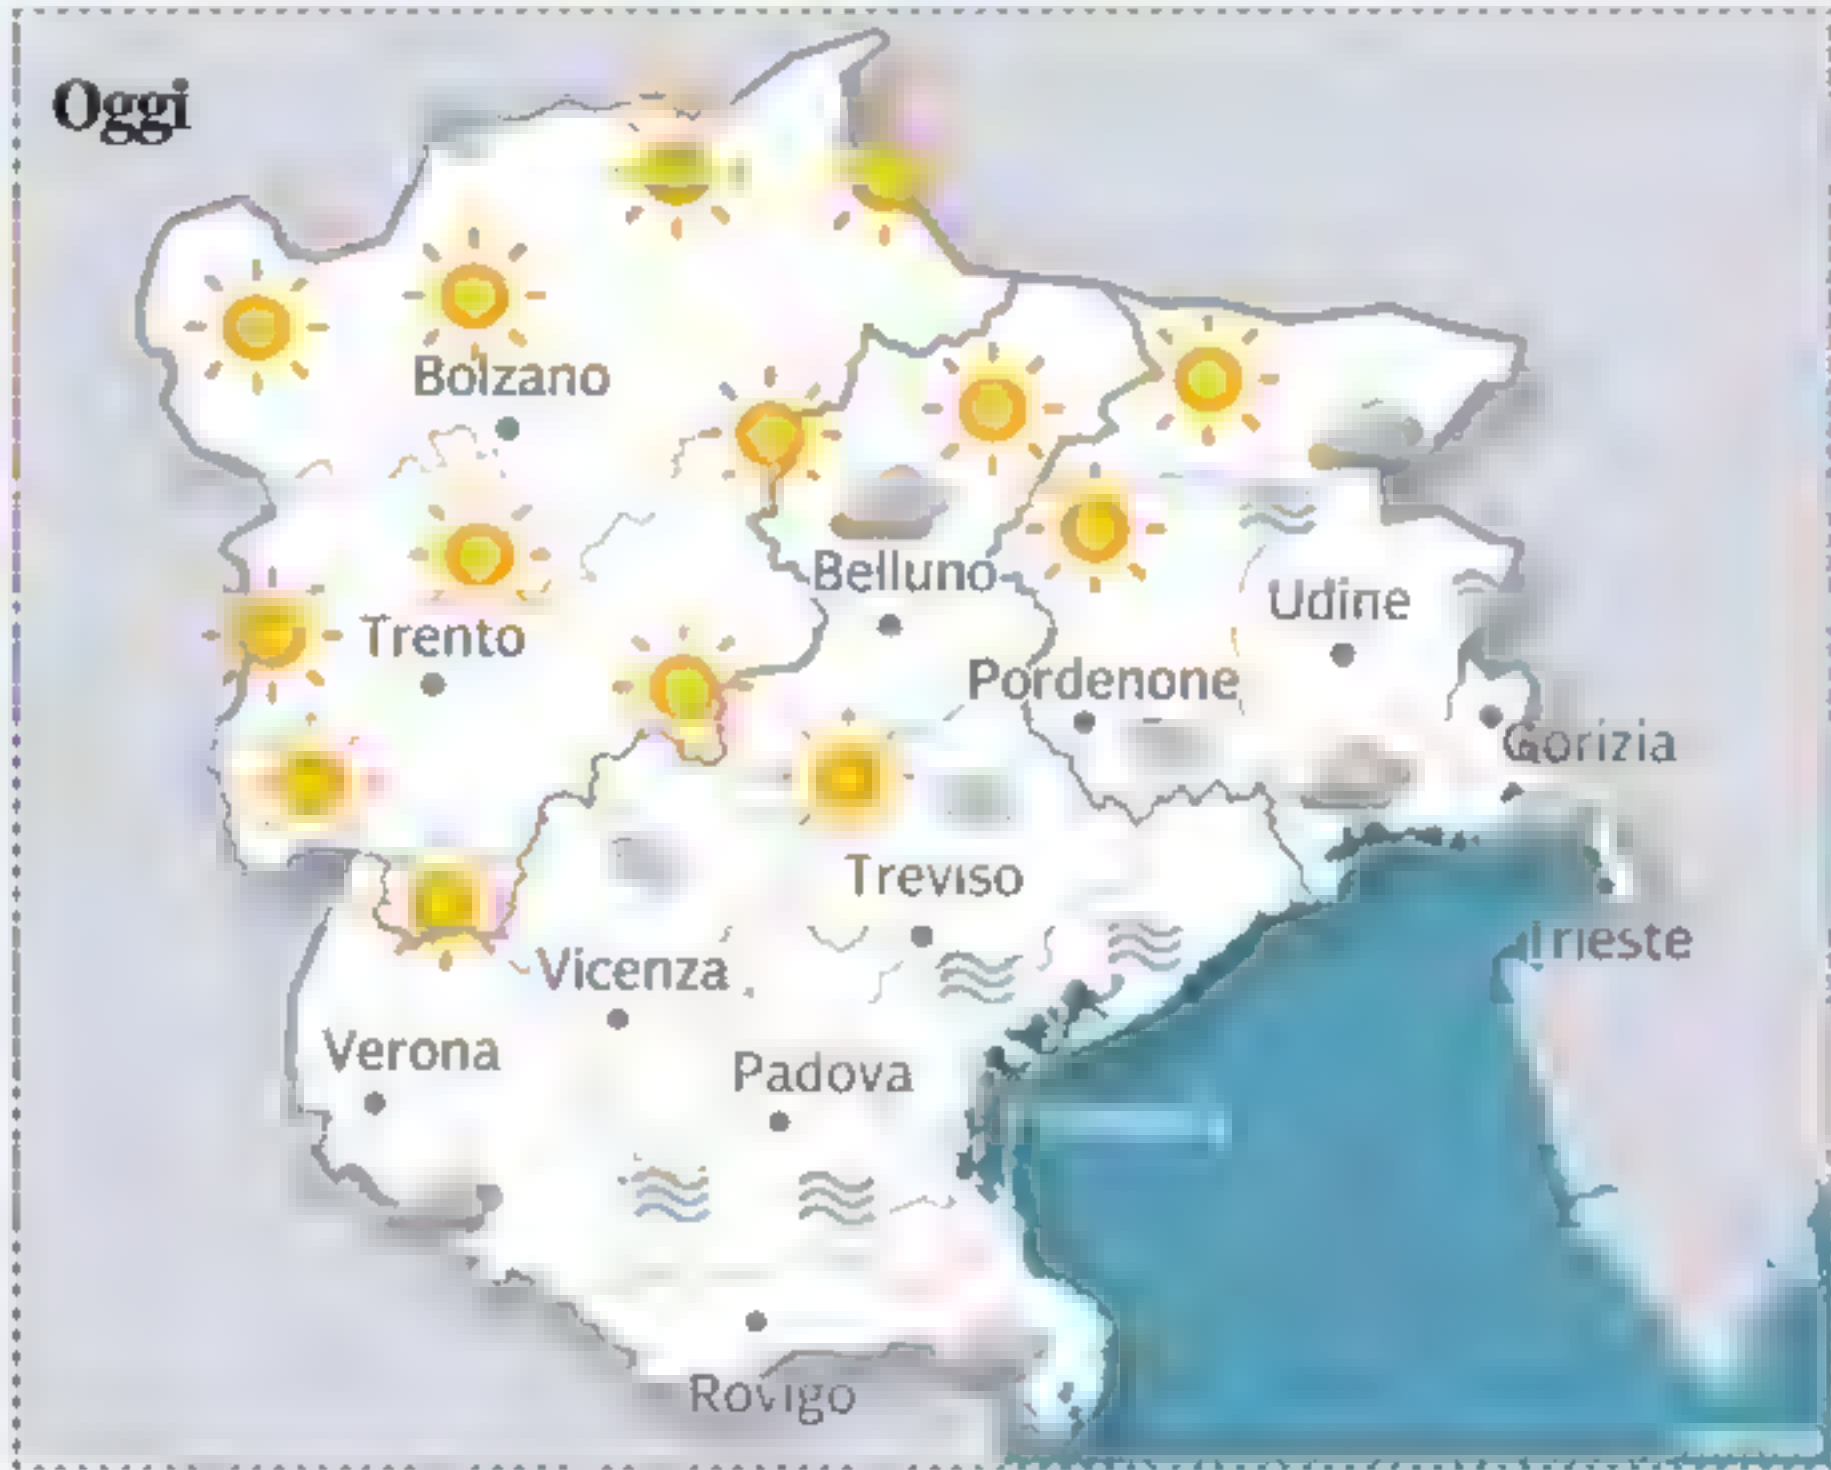 Oggi
Bolzano
Belluno
Udine
Trento
Pordenone
Gorizia
Treviso
Trieste
Vicenza
Verona
Padova
Rovigo